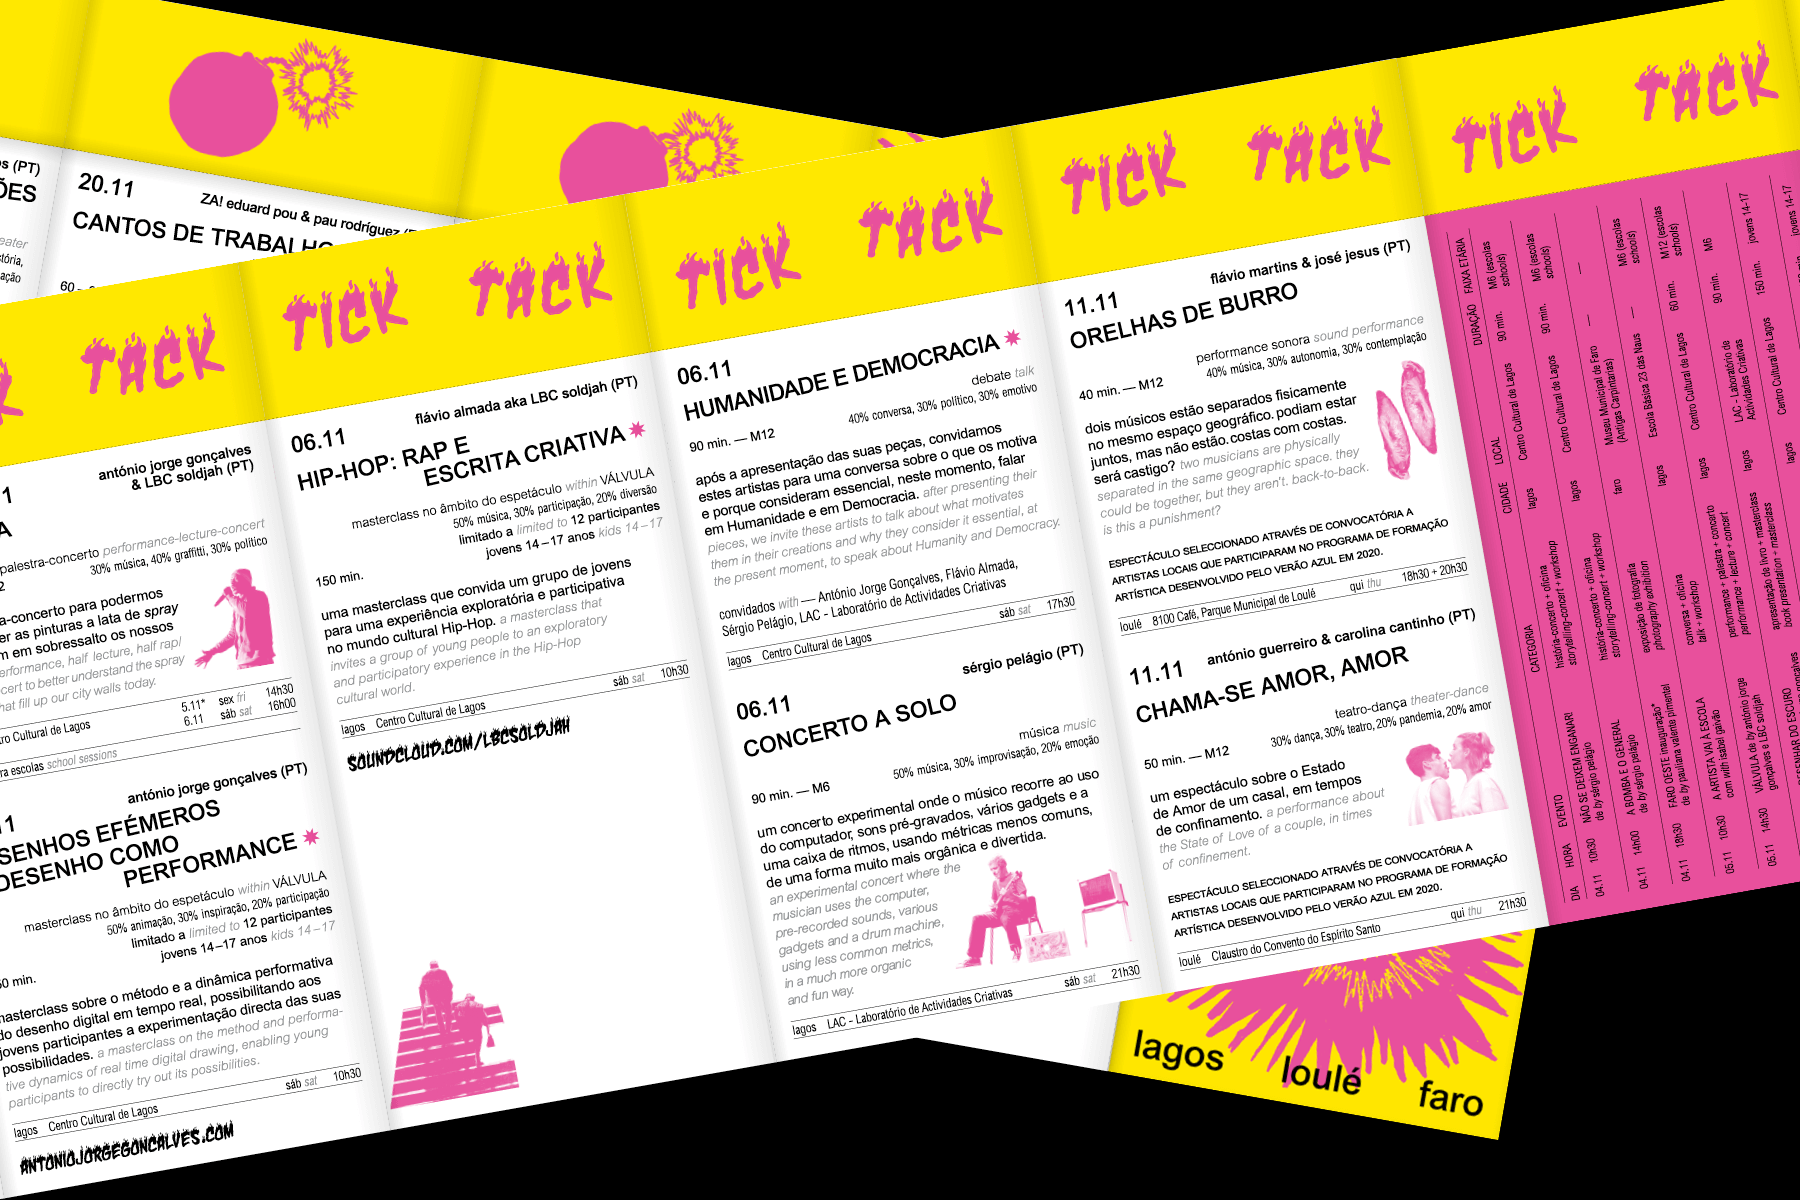 os (PT)
ÕES
eater
stória,
ação
20.11
ZA! eduard pou & pau rodríguez
CANTOS DE TRABALHO
60
TACK
TICK TACK
TICK TACK
TICK TACK
TICK TACK
antónio jorge gonçalves
& LBC soldjah (PT)
palestra-concerto performance-lecture-concert
30% música, 40% graffitti, 30% político
a-concerto para podermos
er as pinturas a lata de spray
m em sobressalto os nossos
erformance, half lecture, half rap/
cert to better understand the spray
hat fill up our city walls today.
5.11* sex fri 14h30
tro Cultural de Lagos 6.11 sáb sat 16h00
ra escolas school sessions
antónio jorge gonçalves (PT)
SENHOS EFÉMEROS
DESENHO COMO
PERFORMANCE
masterclass no âmbito do espetáculo within VÁLVULA
50% animação, 30% inspiração, 20% participação
limitado a limited to 12 participantes
jovens 14–17 anos kids 14–17
50 min.
masterclass sobre o método e a dinâmica performativa
do desenho digital em tempo real, possibilitando aos
jovens participantes a experimentação directa das suas
possibilidades. a masterclass on the method and performa-
tive dynamics of real time digital drawing, enabling young
participants to directly try out its possibilities.
sáb sat 10h30
lagos Centro Cultural de Lagos
ANTONIOJORGEGONCALVES.COM
flávio almada aka LBC soldjah (PT)
06.11
HIP-HOP: RAP E
ESCRITA CRIATIVA
masterclass no âmbito do espetáculo within VÁLVULA
50% música, 30% participação, 20% diversão
limitado a limited to 12 participantes
jovens 14–17 anos kids 14–17
150 min.
uma masterclass que convida um grupo de jovens
para uma experiência exploratória e participativa
no mundo cultural Hip-Hop. a masterclass that
invites a group of young people to an exploratory
and participatory experience in the Hip-Hop
cultural world.
sáb sat 10h30
lagos Centro Cultural de Lagos
SOUNDCLOUD.COM/LBCSOLDJAH
06.11
HUMANIDADE E DEMOCRACIA
debate talk
40% conversa, 30% político, 30% emotivo
90 min. — M12
após a apresentação das suas peças, convidamos
estes artistas para uma conversa sobre o que os motiva
e porque consideram essencial, neste momento, falar
em Humanidade e em Democracia. after presenting their
pieces, we invite these artists to talk about what motivates
them in their creations and why they consider it essential, at
the present moment, to speak about Humanity and Democracy.
convidados with — António Jorge Gonçalves, Flávio Almada,
Sérgio Pelágio, LAC - Laboratório de Actividades Criativas
sáb sat 17h30
lagos Centro Cultural de Lagos
sérgio pelágio (PT)
06.11
CONCERTO A SOLO
música music
50% música, 30% improvisação, 20% emoção
90 min. — M6
um concerto experimental onde o músico recorre ao uso
do computador, sons pré-gravados, vários gadgets e a
uma caixa de ritmos, usando métricas menos comuns,
de uma forma muito mais orgânica e divertida.
an experimental concert where the
musician uses the computer,
pre-recorded sounds, various
gadgets and a drum machine,
using less common metrics,
in a much more organic
and fun way.
sáb sat 21h30
lagos LAC - Laboratório de Actividades Criativas
flávio martins & josé jesus (PT)
11.11
ORELHAS DE BURRO
performance sonora sound performance
40% música, 30% autonomia, 30% contemplação
40 min. — M12
dois músicos estão separados fisicamente
no mesmo espaço geográfico. podiam estar
juntos, mas não estão. costas com costas.
será castigo? two musicians are physically
separated in the same geographic space. they
could be together, but they aren't. back-to-back.
is this a punishment?
ESPECTÁCULO SELECCIONADO ATRAVÉS DE CONVOCATÓRIA A
ARTISTAS LOCAIS QUE PARTICIPARAM NO PROGRAMA DE FORMAÇÃO
ARTÍSTICA DESENVOLVIDO PELO VERÃO AZUL EM 2020.
qui thu 18h30 + 20h30
loulé 8100 Café, Parque Municipal de Loulé
antónio guerreiro & carolina cantinho (PT)
11.11
CHAMA-SE AMOR, AMOR
teatro-dança theater-dance
30% dança, 30% teatro, 20% pandemia, 20% amor
50 min. — M12
um espectáculo sobre o Estado
de Amor de um casal, em tempos
de confinamento. a performance about
the State of Love of a couple, in times
of confinement.
ESPECTÁCULO SELECCIONADO ATRAVÉS DE CONVOCATÓRIA A
ARTISTAS LOCAIS QUE PARTICIPARAM NO PROGRAMA DE FORMAÇÃO
ARTÍSTICA DESENVOLVIDO PELO VERÃO AZUL EM 2020.
qui thu 21h30
loulé Claustro do Convento do Espírito Santo
DIA HORA EVENTO CATEGORIA CIDADE LOCAL DURAÇÃO FAIXA ETÁRIA
04.11 10h30 NÃO SE DEIXEM ENGANAR! história-concerto + oficina lagos Centro Cultural de Lagos 90 min. M6 (escolas
de by sérgio pelágio storytelling-concert + workshop schools)
04.11 14h00 A BOMBA E O GENERAL história-concerto + oficina lagos Centro Cultural de Lagos 90 min. M6 (escolas
de by sérgio pelágio storytelling-concert + workshop schools)
04.11 18h30 FARO OESTE inauguração* exposição de fotografia faro Museu Municipal de Faro — —
de by pauliana valente pimentel photography exhibition (Antigas Carpintarias)
05.11 10h30 A ARTISTA VAI À ESCOLA conversa + oficina lagos Escola Básica 23 das Naus — M6 (escolas
com with isabel galvão talk + workshop schools)
05.11 14h30 VÁLVULA de by antónio jorge performance + palestra + concerto lagos Centro Cultural de Lagos 60 min. M12 (escolas
gonçalves e LBC soldjah performance + lecture + concert schools)
apresentação de livro + masterclass lagos LAC - Laboratório de 90 min. M6
book presentation + masterclass Actividades Criativas
DESENHAR DO ESCURO lagos Centro Cultural de Lagos 150 min. jovens 14-17
jovens 14-17
lagos loulé faro